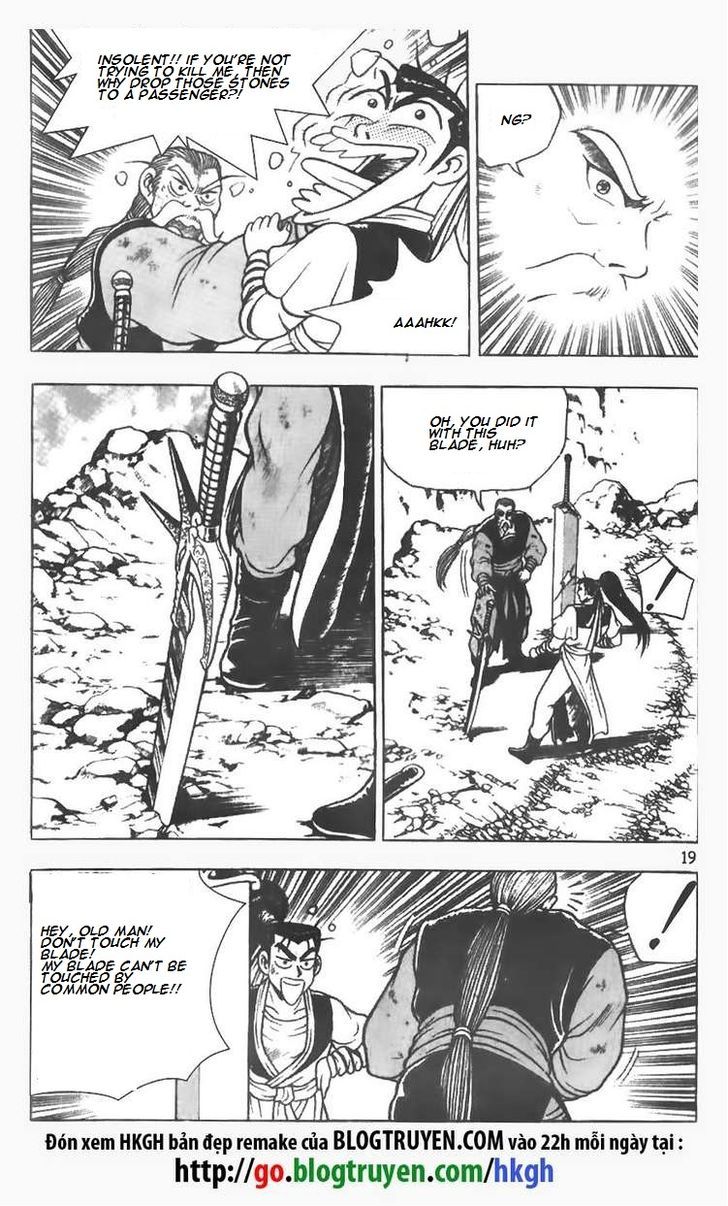 INSOLENT!! IF YOU'RE NOT
TRYING TO KILL ME, THEN
WHY DROP THOSE STONES
TO A PASSENGER?!
AAAHKK!
NG?
OH, YOU DID IT
WITH THIS
BLADE, HUH?
!
19
HEY, OLD MAN!
DON'T TOUCH MY
BLADE!
MY BLADE CAN'T BE
TOUCHED BY
COMMON PEOPLE!!
!
Đón xem HKGH bản đẹp remake của BLOGTRUYEN.COM vào 22h mỗi ngày tại :
http://go.blogtruyen.com/hkgh